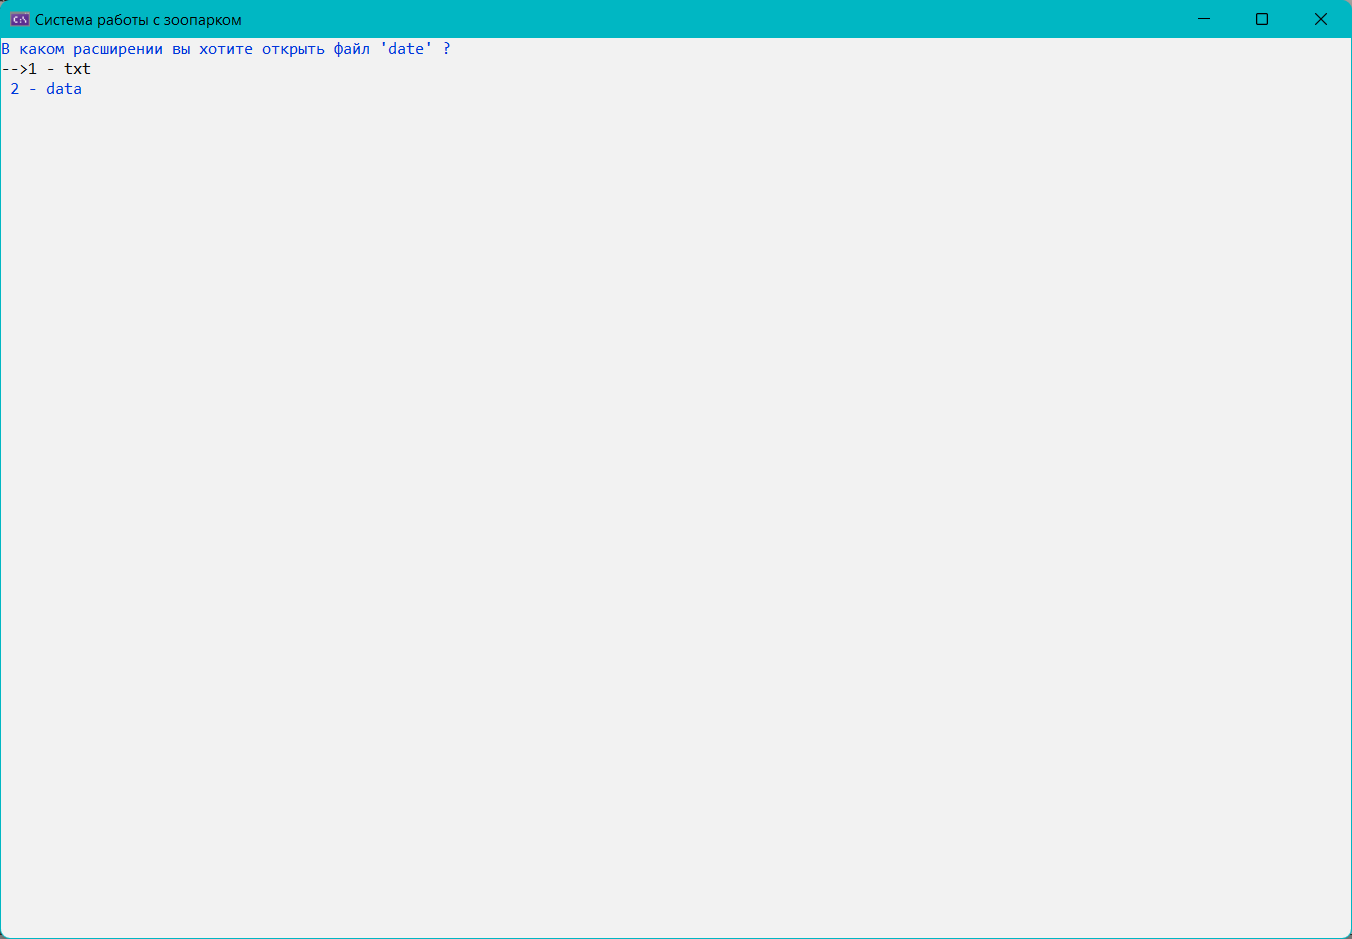 Система работы с зоопарком
В каком расширении вы хотите открыть файл 'date' ?
-->1 - txt
2 - data